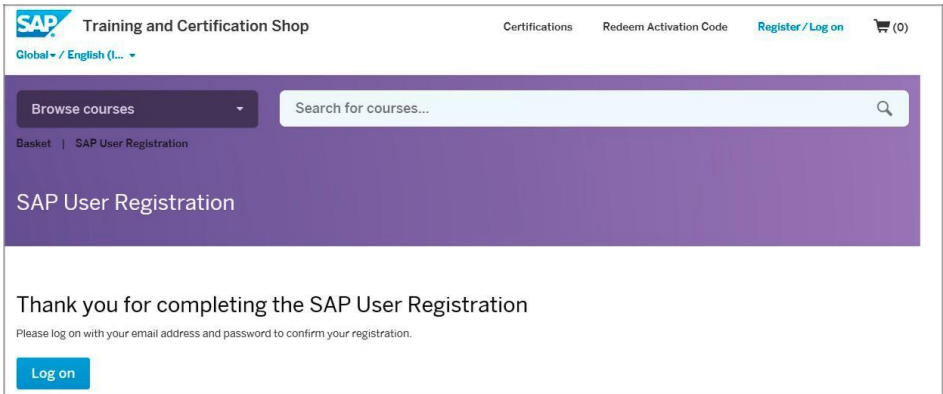 SAP Training and Certification Shop Certifications Redeem Activation Code Register / Log on (0)
Global / English (I...
Browse courses Search for courses...
Basket | SAP User Registration
SAP User Registration
Thank you for completing the SAP User Registration
Please log on with your email address and password to confirm your registration.
Log on